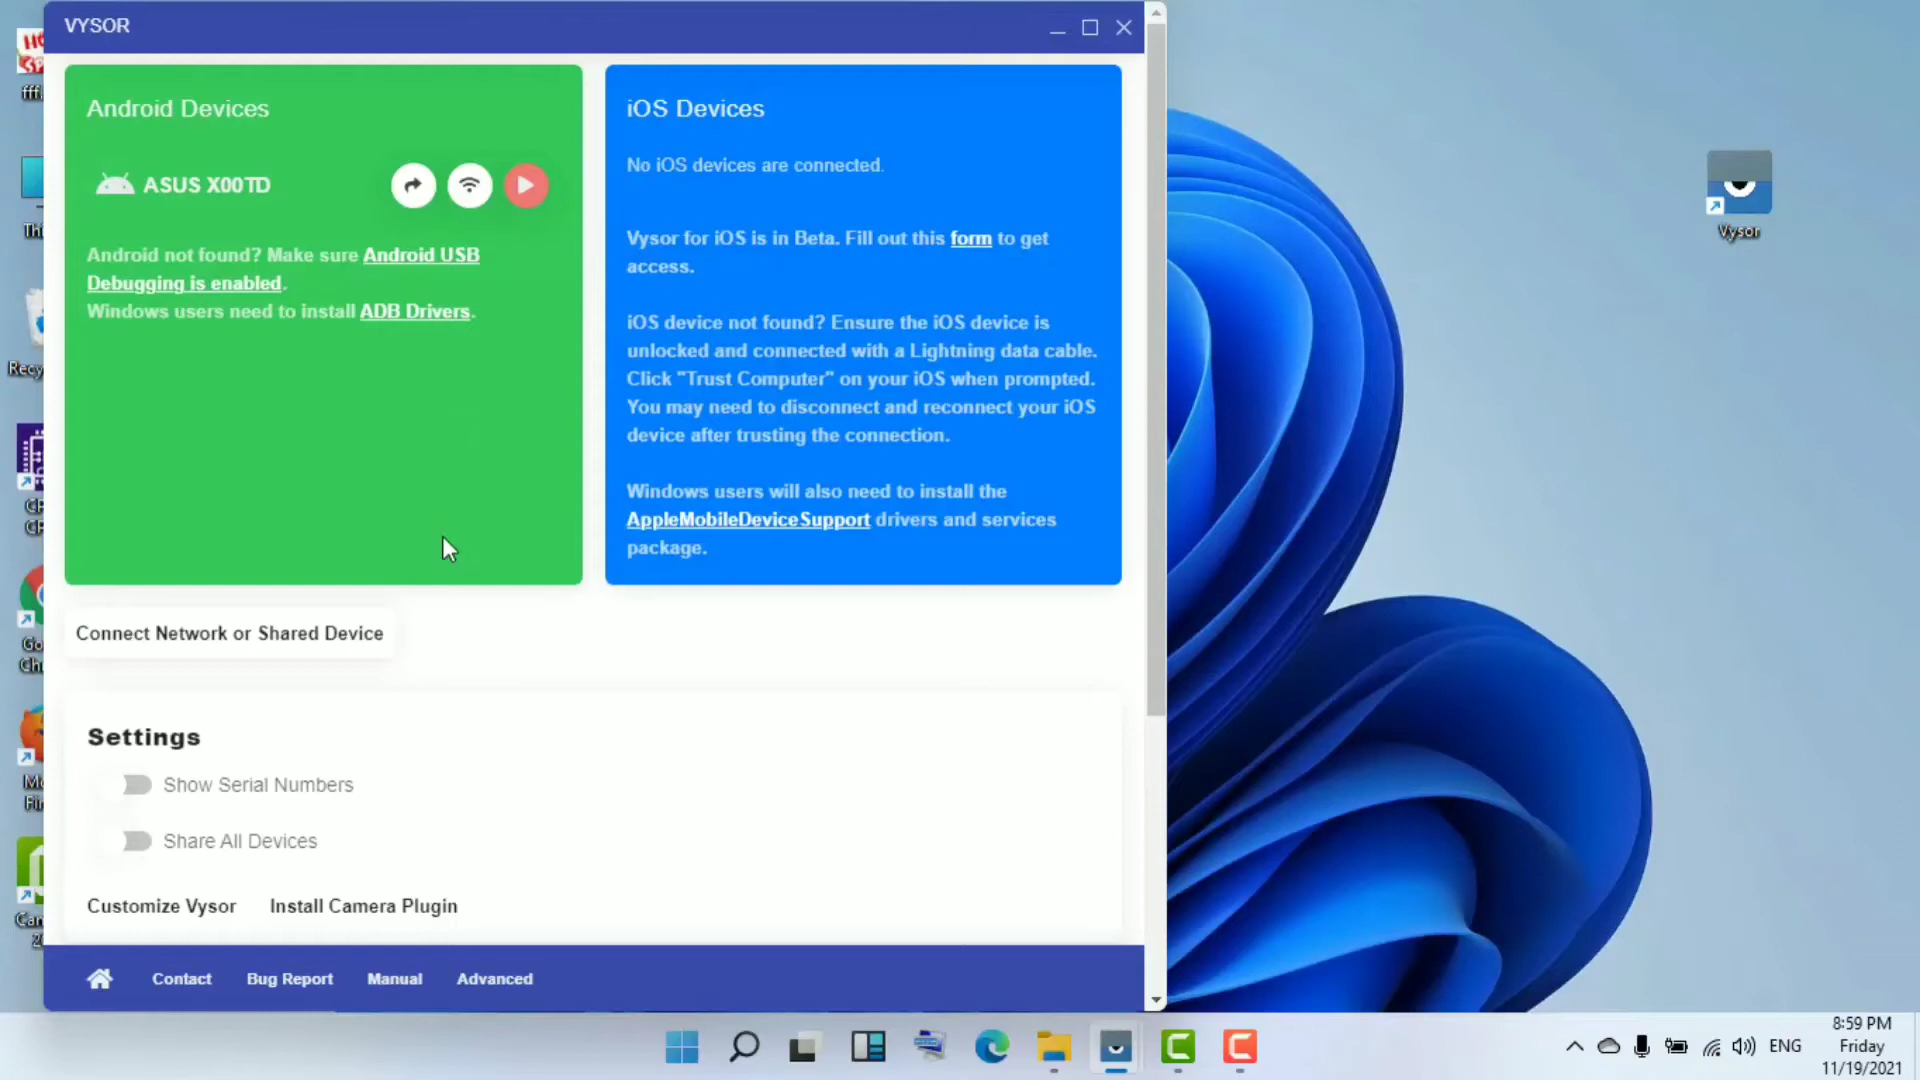 VYSOR
Android Devices
ASUS X00TD
Android not found? Make sure Android USB
Debugging is enabled.
Windows users need to install ADB Drivers.
iOS Devices
No iOS devices are connected.
Vysor for iOS is in Beta. Fill out this form to get
access.
iOS device not found? Ensure the iOS device is
unlocked and connected with a Lightning data cable.
Click "Trust Computer" on your iOS when prompted.
You may need to disconnect and reconnect your iOS
device after trusting the connection.
Windows users will also need to install the
AppleMobileDeviceSupport drivers and services
package.
Connect Network or Shared Device
Settings
Show Serial Numbers
Share All Devices
Customize Vysor Install Camera Plugin
Contact Bug Report Manual Advanced
Vysor
ENG
8:59 PM
Friday
11/19/2021